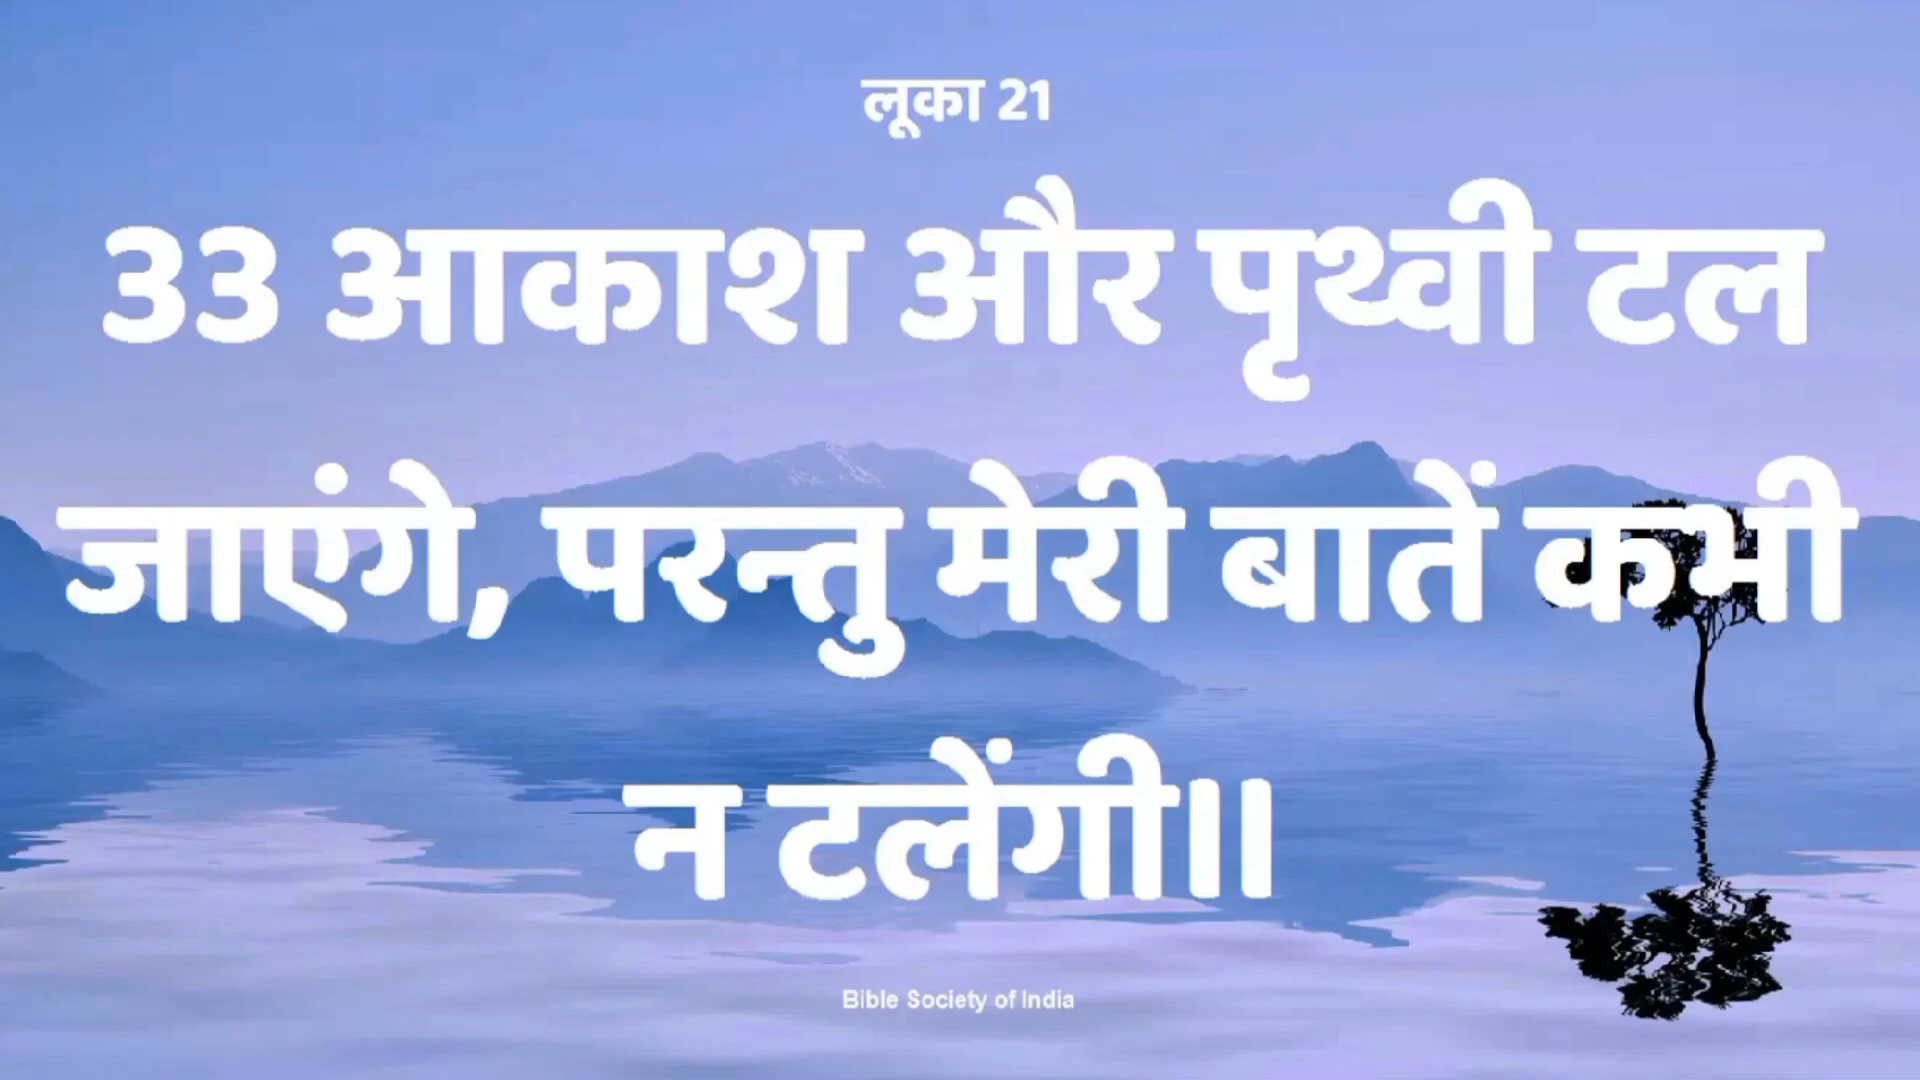 लूका 21
33 आकाश और पृथ्वी टल
जाएंगे, परन्तु मेरी बातें कभी
न टलेंगी॥
Bible Society of India